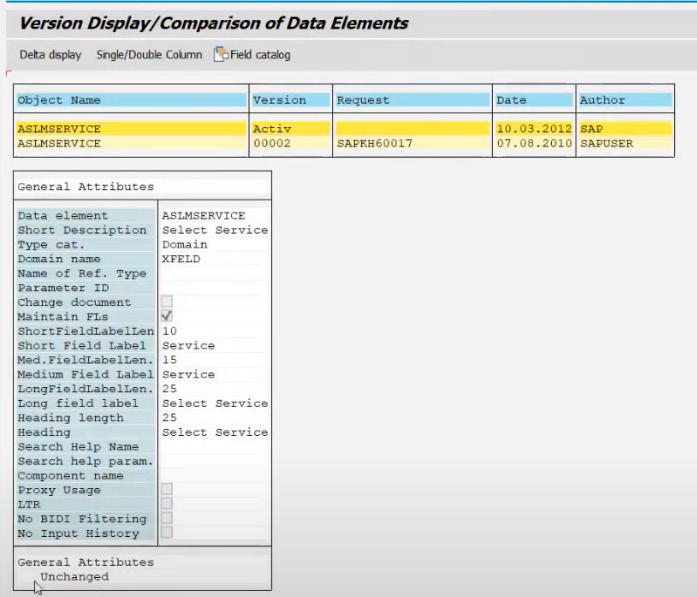 Version Display/Comparison of Data Elements
Delta display Single/Double Column Field catalog
Object Name Version Request Date Author
ASLMSERVICE Activ 10.03.2012 SAP
ASLMSERVICE 00002 SAPKH60017 07.08.2010 SAPUSER
General Attributes
Data element ASLMSERVICE
Short Description Select Service
Type cat. Domain
Domain name XFELD
Name of Ref. Type
Parameter ID
Change document
Maintain FLs
ShortFieldLabelLen 10
Short Field Label Service
Med.FieldLabelLen. 15
Medium Field Label Service
LongFieldLabelLen. 25
Long field label Select Service
Heading length 25
Heading Select Service
Search Help Name
Search help param.
Component name
Proxy Usage
LTR
No BIDI Filtering
No Input History
General Attributes
Unchanged